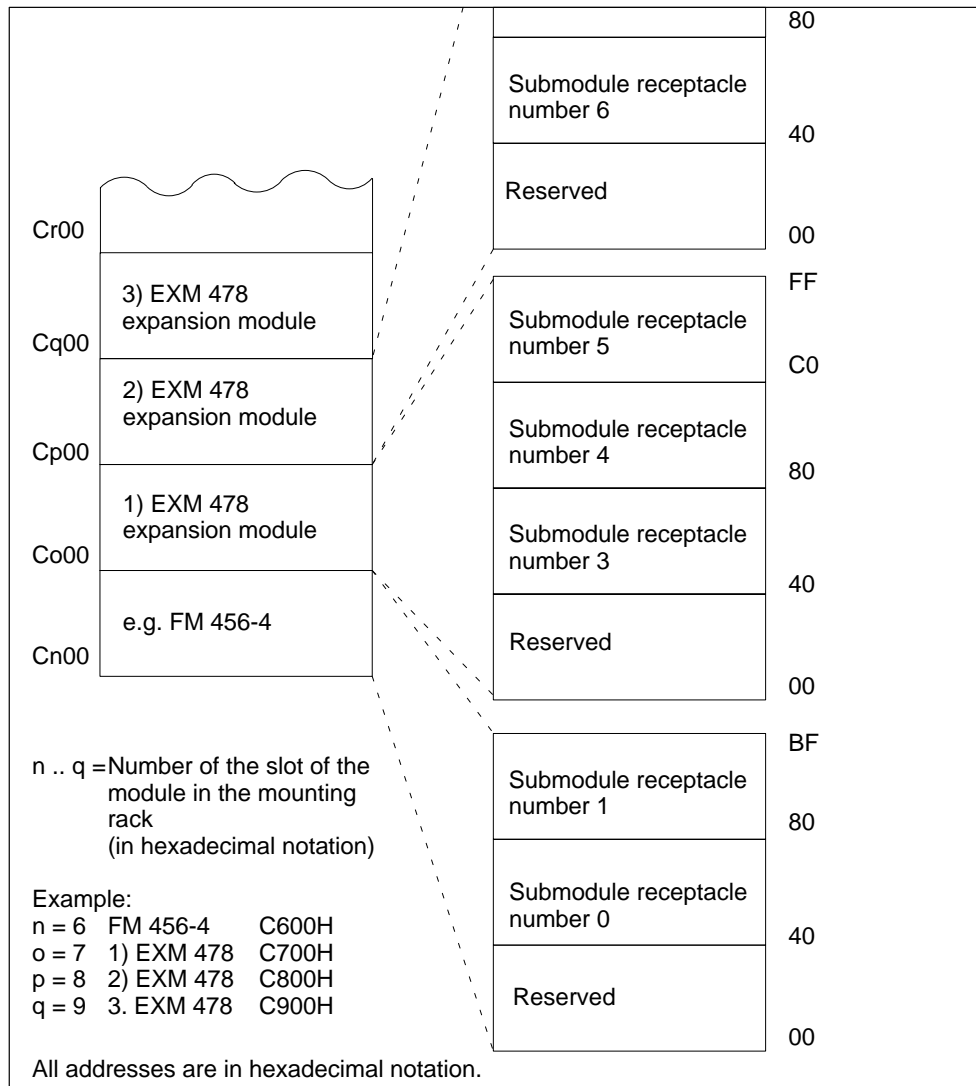 80
Submodule receptacle
number 6
40
Reserved
00
Cr00
3) EXM 478
expansion module
Cq00
2) EXM 478
expansion module
Cp00
1) EXM 478
expansion module
Co00
e.g. FM 456-4
Cn00
FF
Submodule receptacle
number 5
C0
Submodule receptacle
number 4
80
Submodule receptacle
number 3
40
Reserved
00
BF
Submodule receptacle
number 1
80
Submodule receptacle
number 0
40
Reserved
00
n .. q =Number of the slot of the
module in the mounting
rack
(in hexadecimal notation)
Example:
n = 6 FM 456-4 C600H
o = 7 1) EXM 478 C700H
p = 8 2) EXM 478 C800H
q = 9 3. EXM 478 C900H
All addresses are in hexadecimal notation.